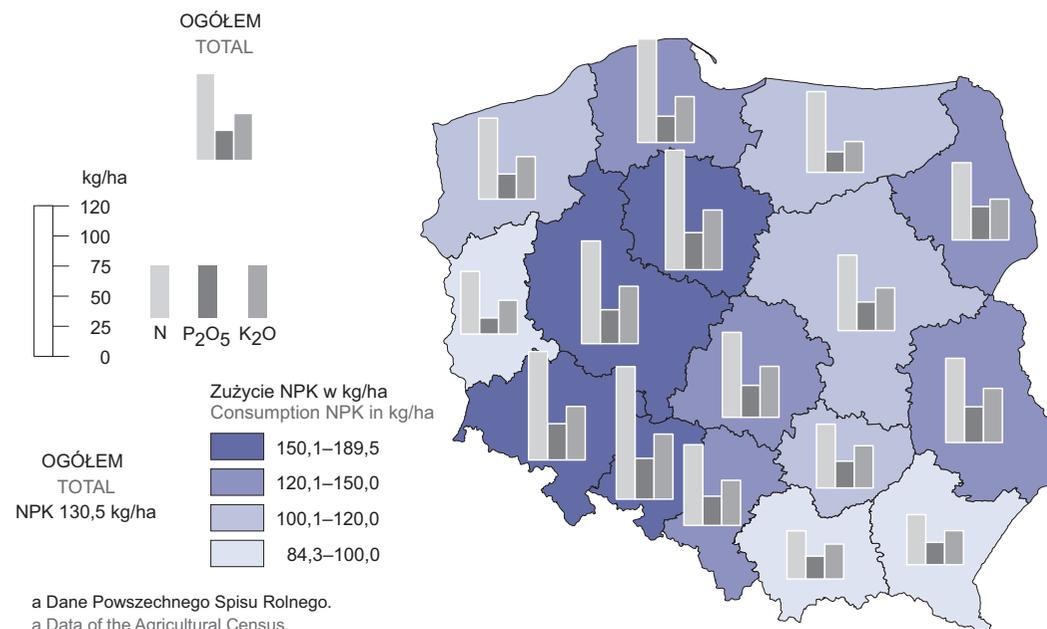 OGÓŁEM
TOTAL
kg/ha
120
100
75
50
25
0
N P₂O₅ K₂O
Zużycie NPK w kg/ha
Consumption NPK in kg/ha
150,1–189,5
120,1–150,0
100,1–120,0
84,3–100,0
OGÓŁEM
TOTAL
NPK 130,5 kg/ha
a Dane Powszechnego Spisu Rolnego.
a Data of the Agricultural Census.